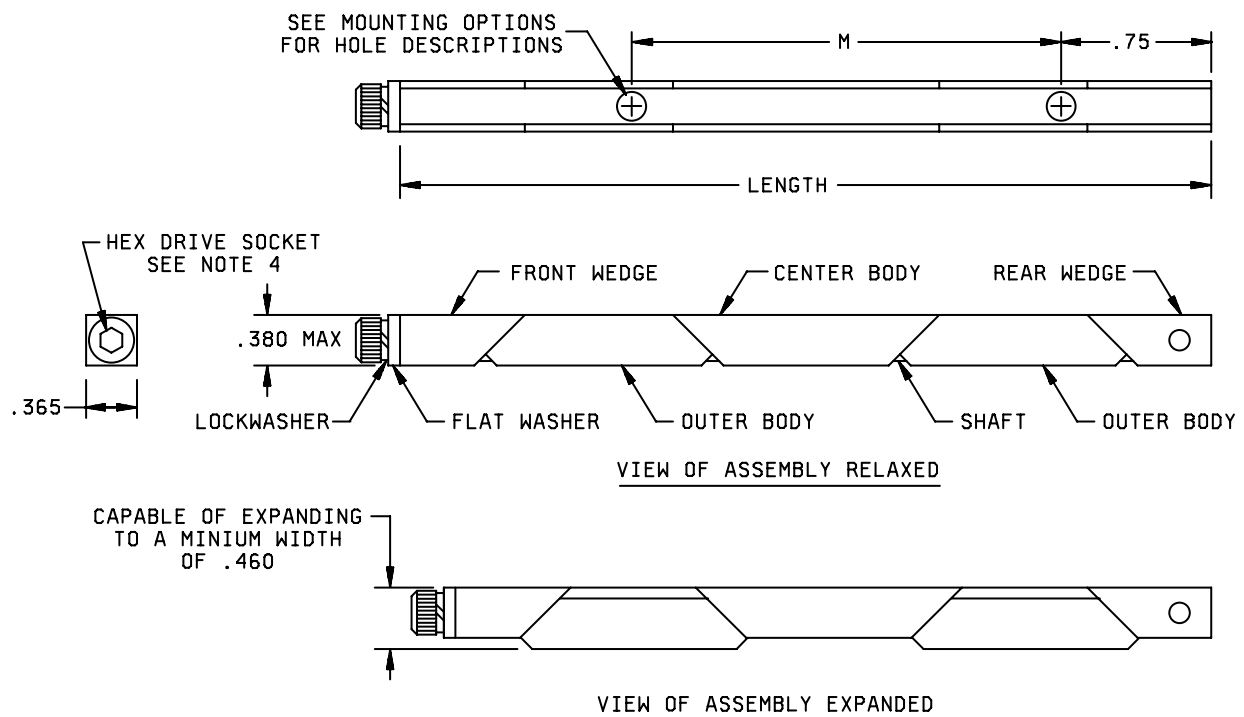 SEE MOUNTING OPTIONS
FOR HOLE DESCRIPTIONS
M
.75
LENGTH
HEX DRIVE SOCKET
SEE NOTE 4
FRONT WEDGE
CENTER BODY
REAR WEDGE
.380 MAX
.365
LOCKWASHER
FLAT WASHER
OUTER BODY
SHAFT
OUTER BODY
VIEW OF ASSEMBLY RELAXED
CAPABLE OF EXPANDING
TO A MINIUM WIDTH
OF .460
VIEW OF ASSEMBLY EXPANDED